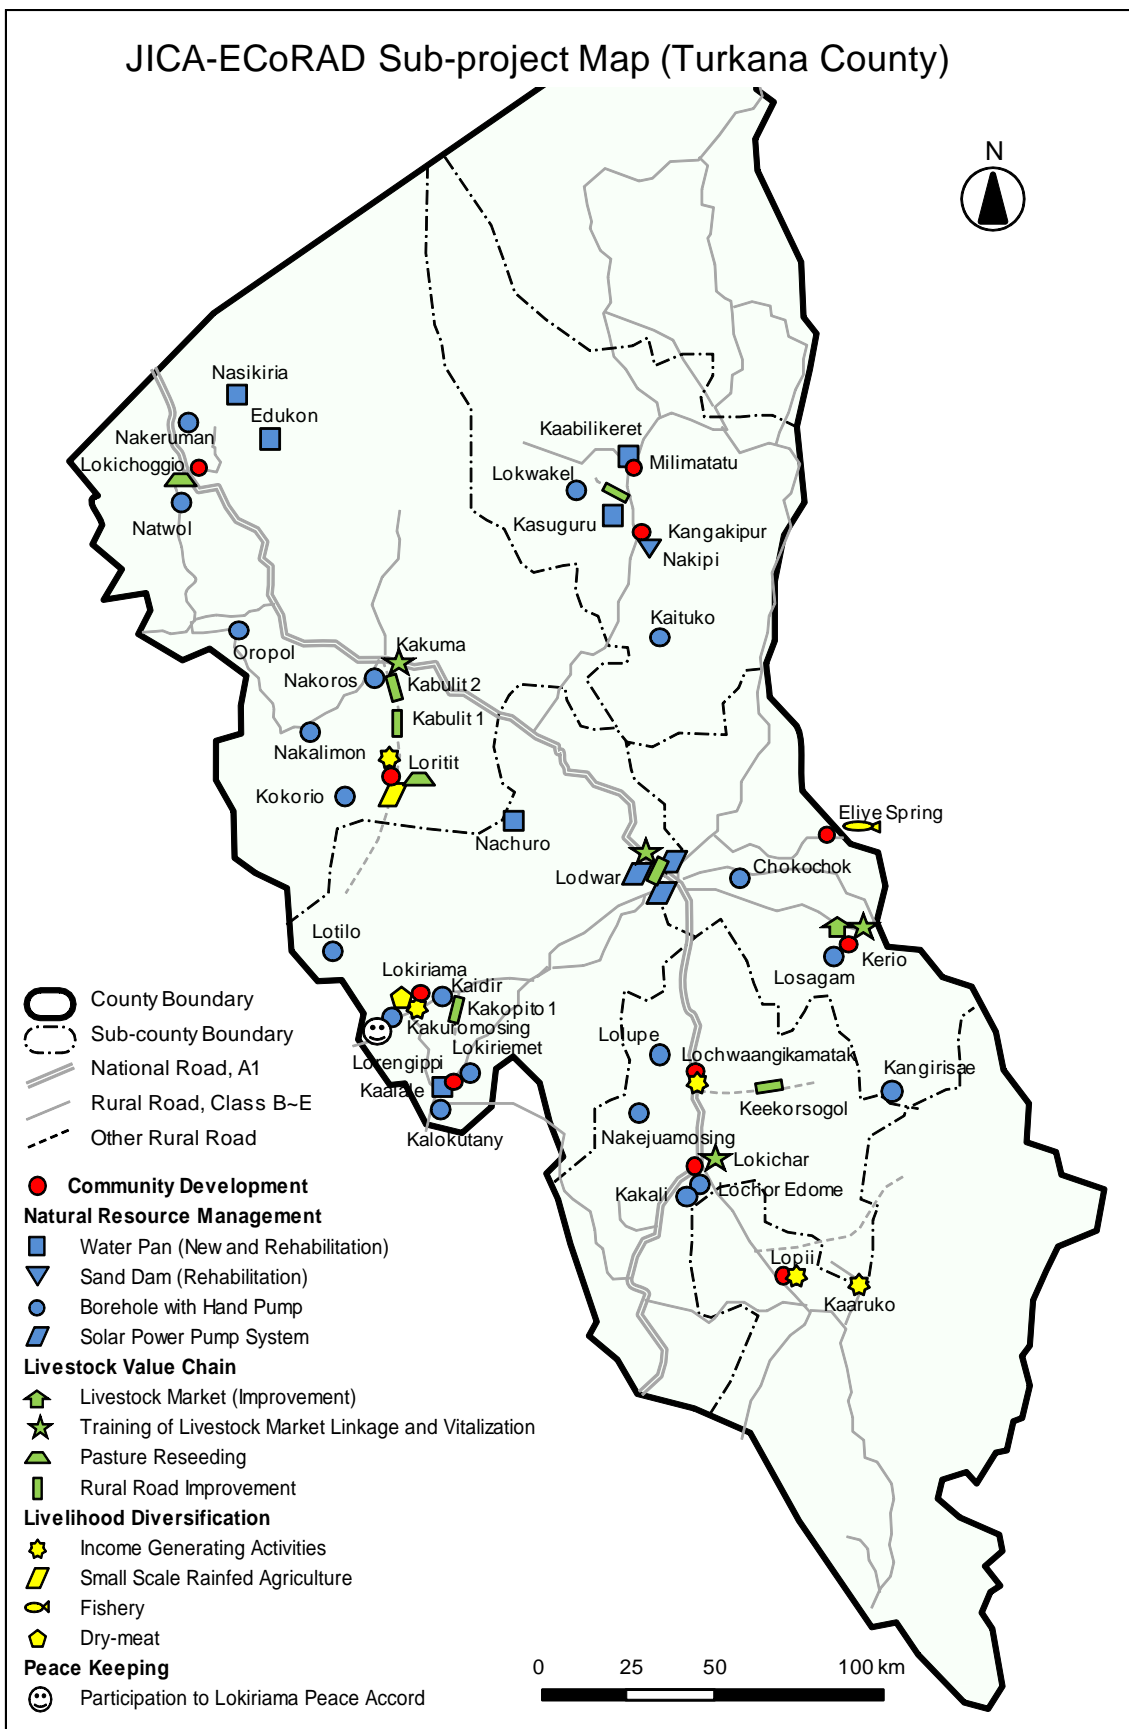 JICA-ECoRAD Sub-project Map (Turkana County)
N
Nasikiria
Edukon
Nakeruman
Lokichoggio
Natwol
Kaabilikeret
Milimatatu
Lokwakel
Kasuguru
Kangakipur
Nakipi
Kaituko
Oropol
Kakuma
Nakoros
Kabulit 2
Kabulit 1
Nakalimon
Loritit
Kokorio
Nachuro
Eliye Spring
Lodwar
Chokochok
Kerio
Losagam
Lotilo
Lokiriama
Kaidir
Kakopito 1
Kakuromosing
Lokiriemet
Lorengippi
Kaalale
Kalokutany
Lolupe
Lochwaangikamatak
Kangirisae
Keekorsogol
Nakejuamosing
Lokichar
Kakali
Lochor Edome
Lopii
Kaaruko
County Boundary
Sub-county Boundary
National Road, A1
Rural Road, Class B~E
Other Rural Road
Community Development
Natural Resource Management
Water Pan (New and Rehabilitation)
Sand Dam (Rehabilitation)
Borehole with Hand Pump
Solar Power Pump System
Livestock Value Chain
Livestock Market (Improvement)
Training of Livestock Market Linkage and Vitalization
Pasture Reseeding
Rural Road Improvement
Livelihood Diversification
Income Generating Activities
Small Scale Rainfed Agriculture
Fishery
Dry-meat
Peace Keeping
Participation to Lokiriama Peace Accord
0 25 50 100 km